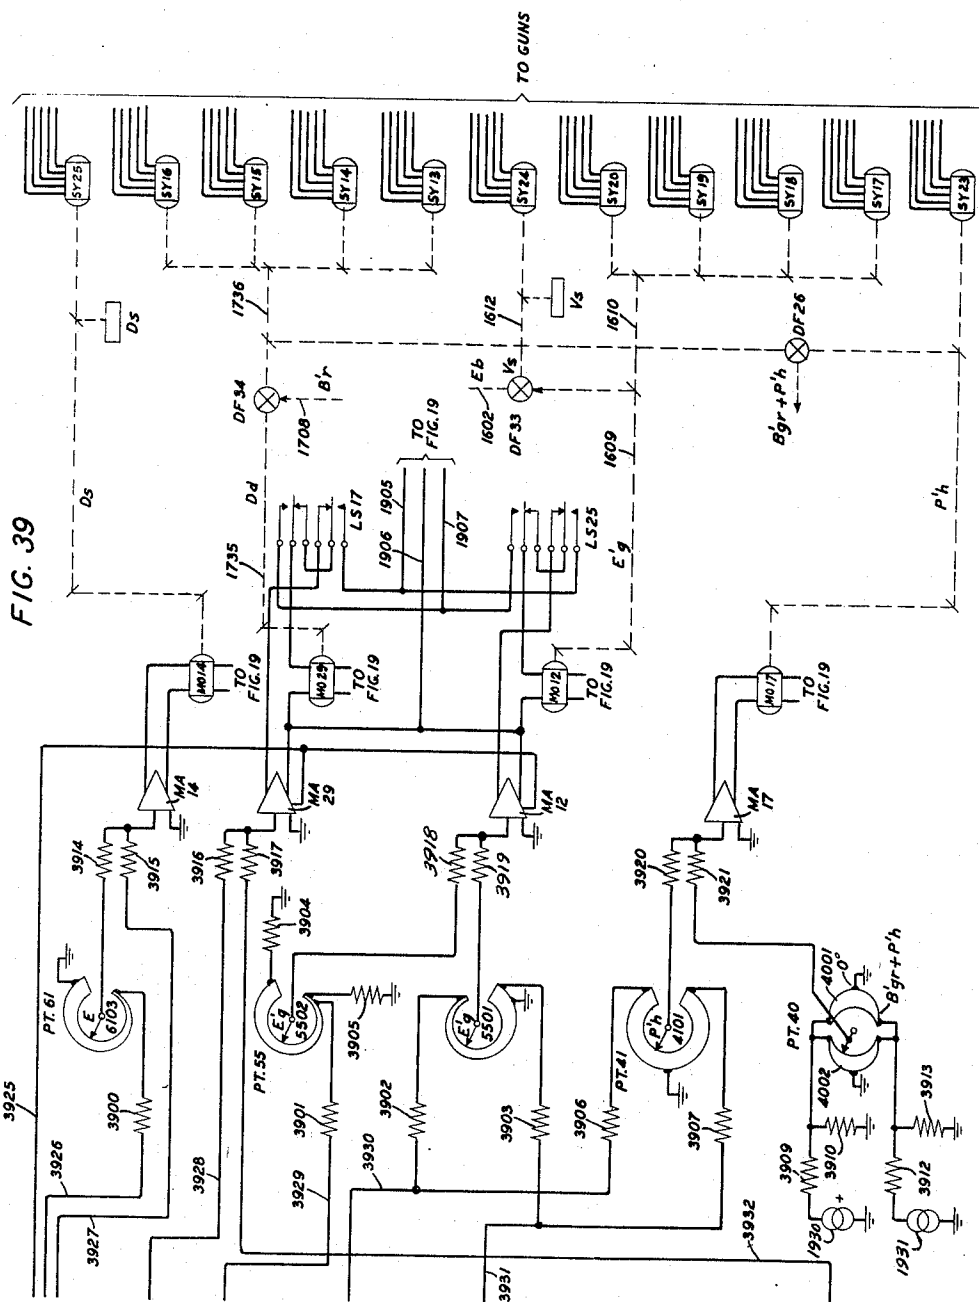 FIG. 39
TO GUNS
SY25
SY16
SY15
SY14
SY13
SY24
SY20
SY19
SY18
SY17
SY23
Ds
Ds
1736
1612
Vs
1610
DF26
B'gr+P'h
DF34
B'r
1708
Eb
Vs
1602
DF33
1609
TO
FIG.19
Dd
1735
LS17
1905
1906
1907
LS25
E'g
P'h
MO14
TO
FIG.19
MO29
TO
FIG.19
MO12
TO
FIG.19
MO17
TO
FIG.19
MA
14
MA
29
MA
12
MA
17
3914
3915
3916
3917
3918
3919
3920
3921
3904
3905
PT.61
E
6103
PT.55
E'g
5502
E'g
5501
PT.41
P'h
4101
PT.40
4001
0°
4002
B'gr+P'h
3925
3926
3927
3900
3928
3901
3929
3902
3930
3903
3906
3907
3931
3932
3909
3910
3912
3913
1930
+
1931